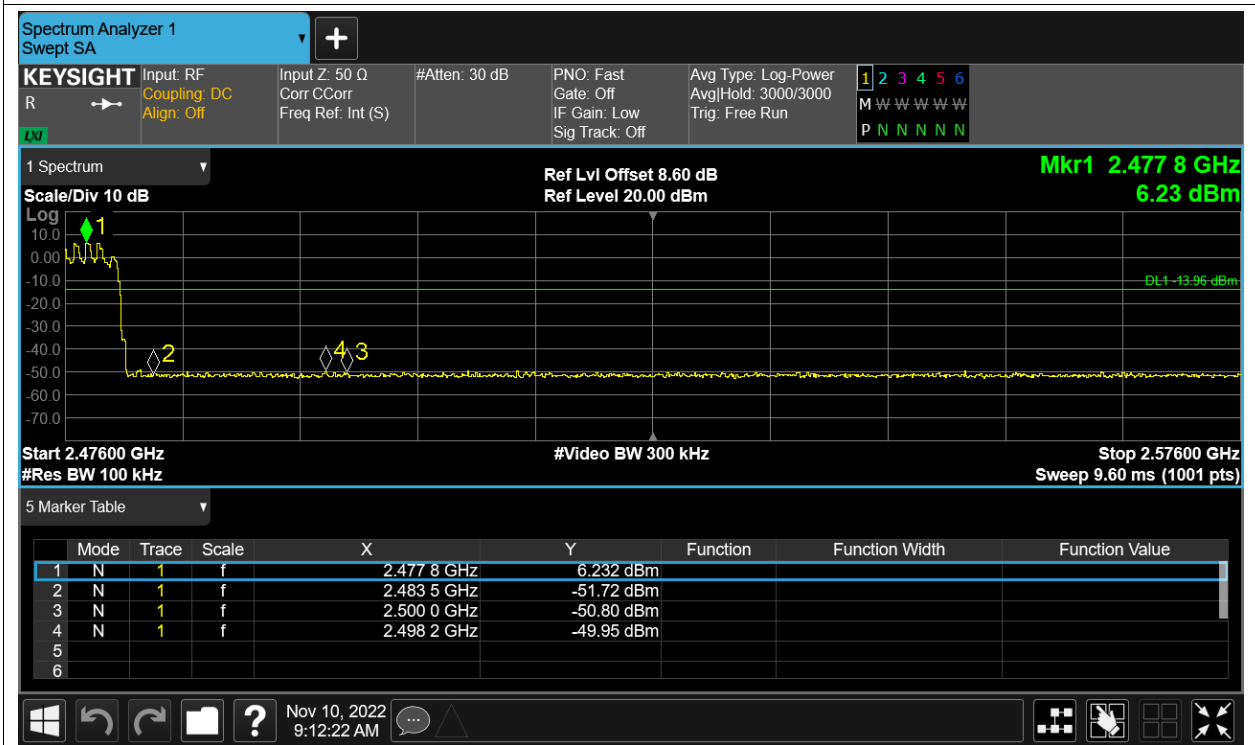 Spectrum Analyzer 1
Swept SA
KEYSIGHT Input: RF Input Z: 50 Ω #Atten: 30 dB PNO: Fast Avg Type: Log-Power 1 2 3 4 5 6
R Coupling: DC Corr CCorr Gate: Off Avg|Hold: 3000/3000 M W W W W W
Align: Off Freq Ref: Int (S) IF Gain: Low Trig: Free Run
LXI Sig Track: Off P N N N N N
1 Spectrum Ref Lvl Offset 8.60 dB Mkr1 2.477 8 GHz
Scale/Div 10 dB Ref Level 20.00 dBm 6.23 dBm
Log
1
10.0
0.00
-10.0 DL1 -13.96 dBm
-20.0
-30.0
-40.0 2 4 3
-50.0
-60.0
-70.0
Start 2.47600 GHz #Video BW 300 kHz Stop 2.57600 GHz
#Res BW 100 kHz Sweep 9.60 ms (1001 pts)
5 Marker Table
Mode Trace Scale X Y Function Function Width Function Value
1 N 1 f 2.477 8 GHz 6.232 dBm
2 N 1 f 2.483 5 GHz -51.72 dBm
3 N 1 f 2.500 0 GHz -50.80 dBm
4 N 1 f 2.498 2 GHz -49.95 dBm
5
6
? Nov 10, 2022
9:12:22 AM